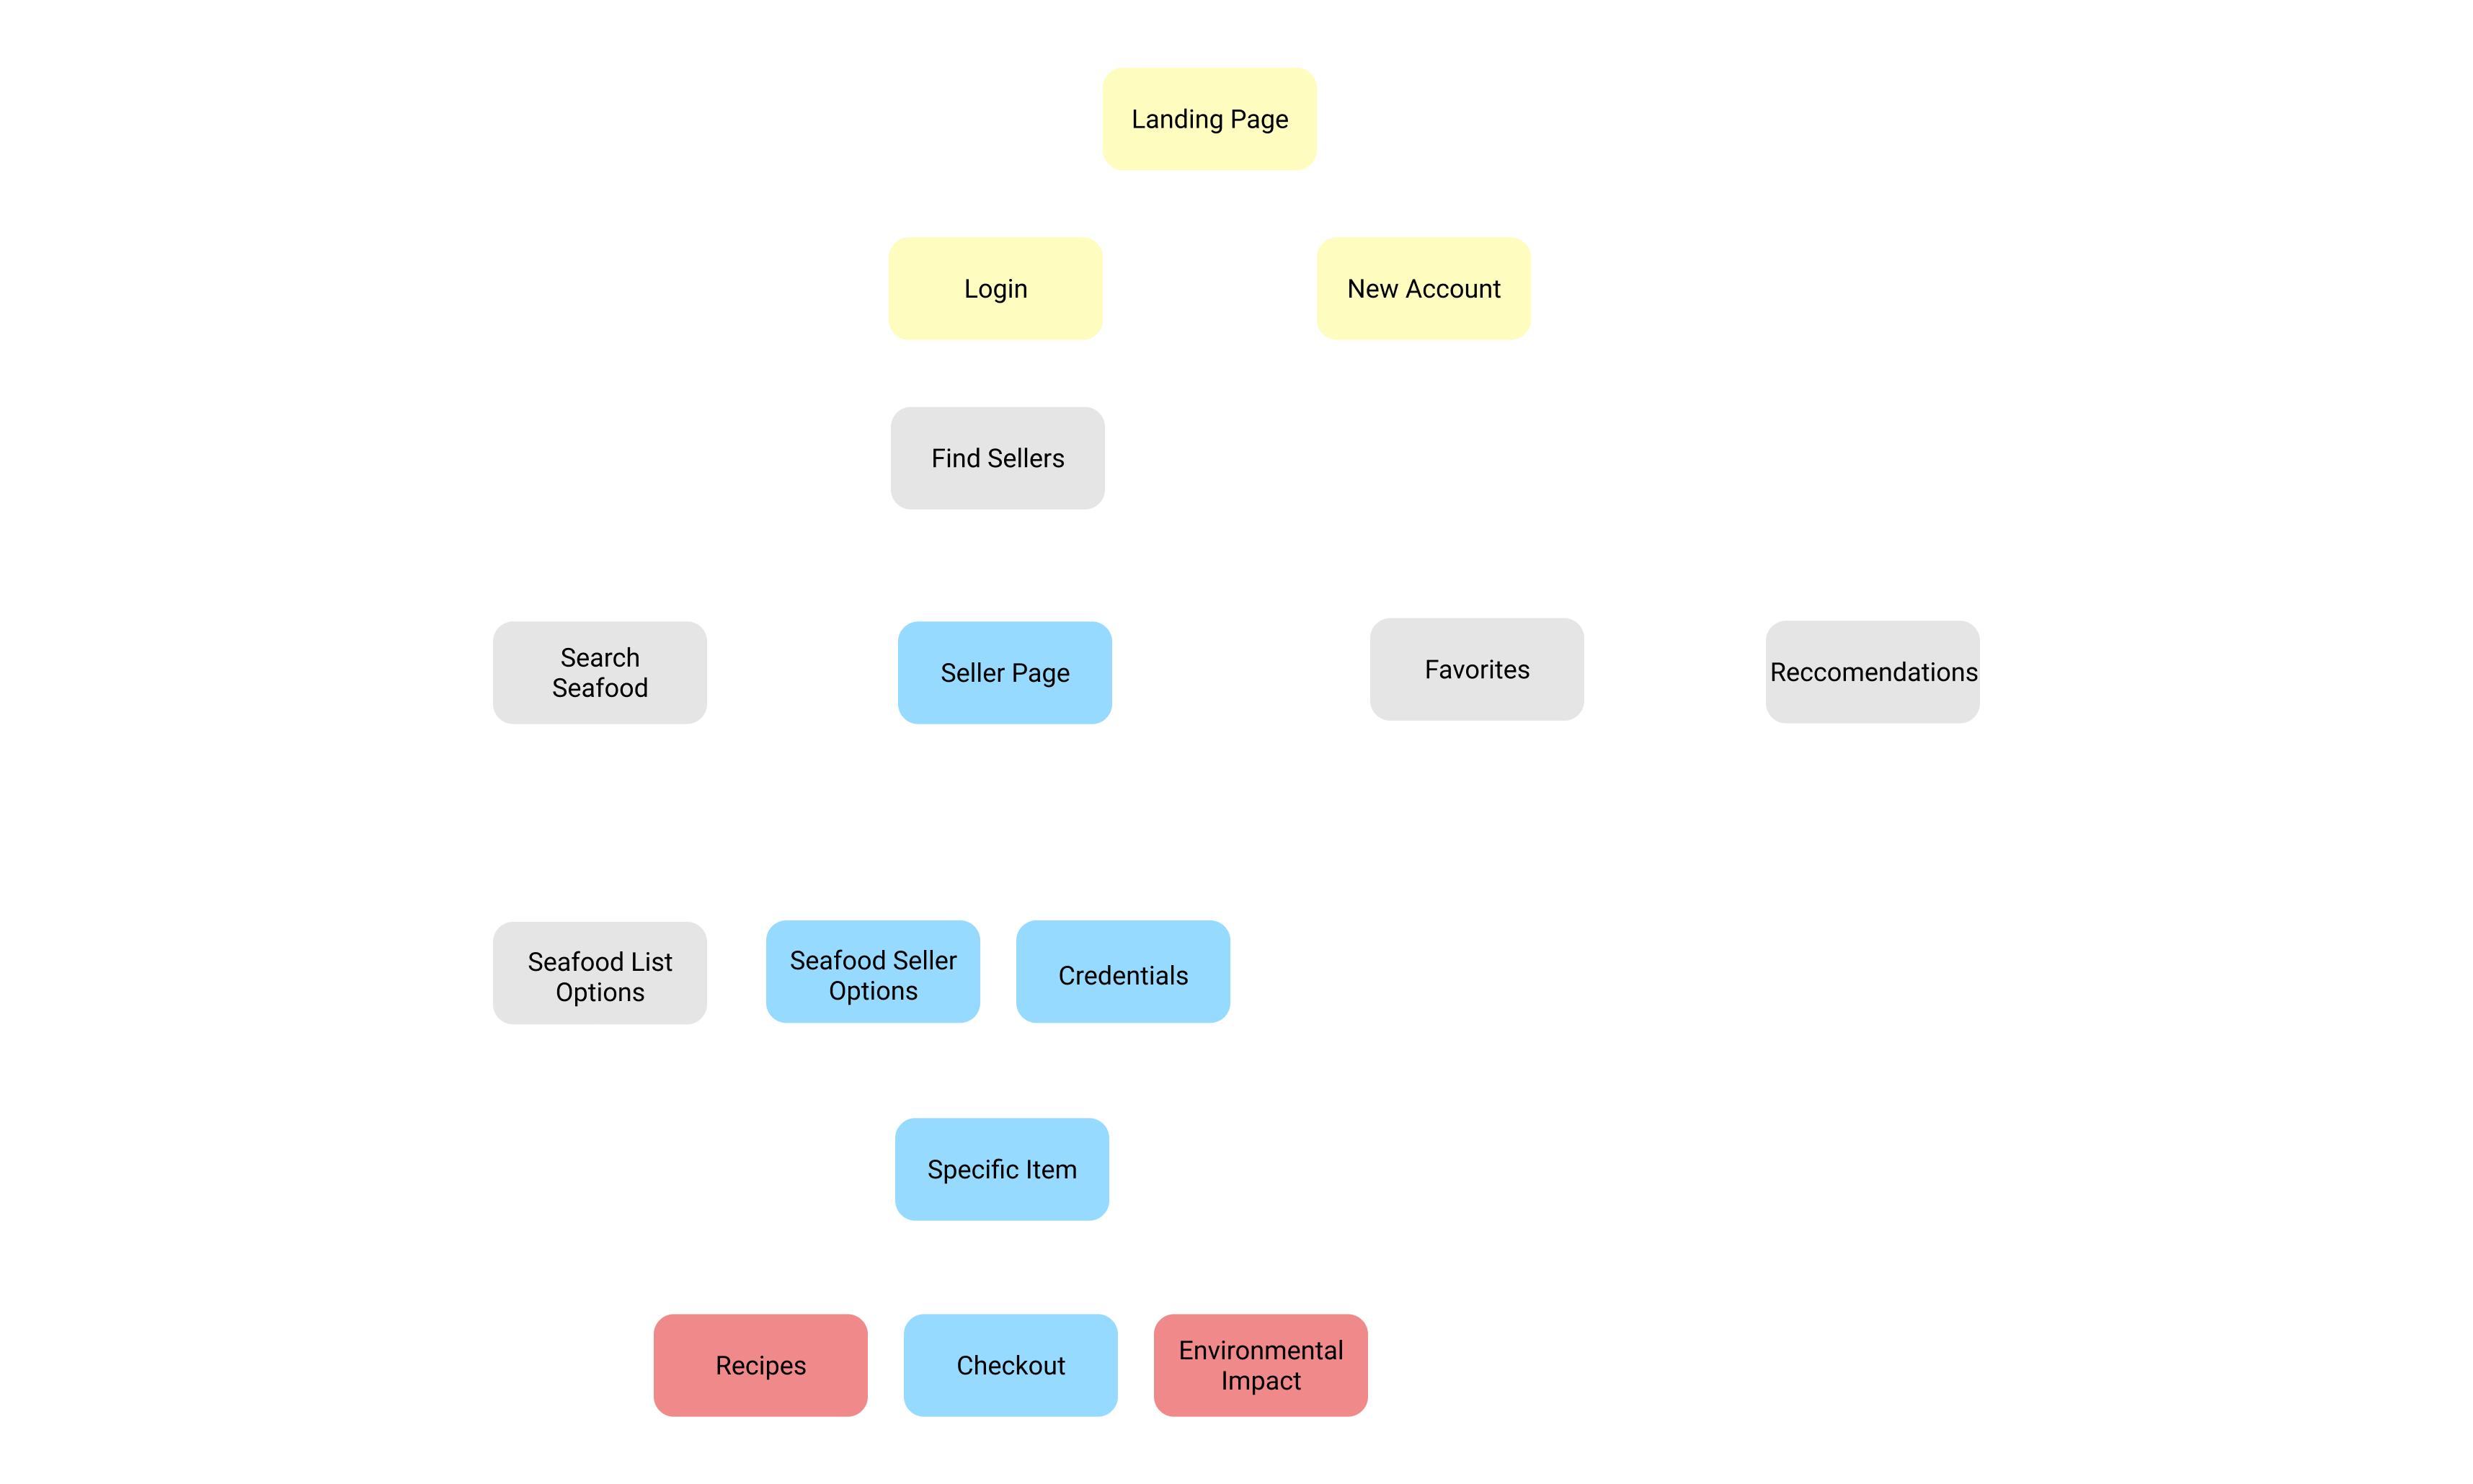 Landing Page
Login
New Account
Find Sellers
Search
Seafood
Seller Page
Favorites
Reccomendations
Seafood List
Options
Seafood Seller
Options
Credentials
Specific Item
Recipes
Checkout
Environmental
Impact